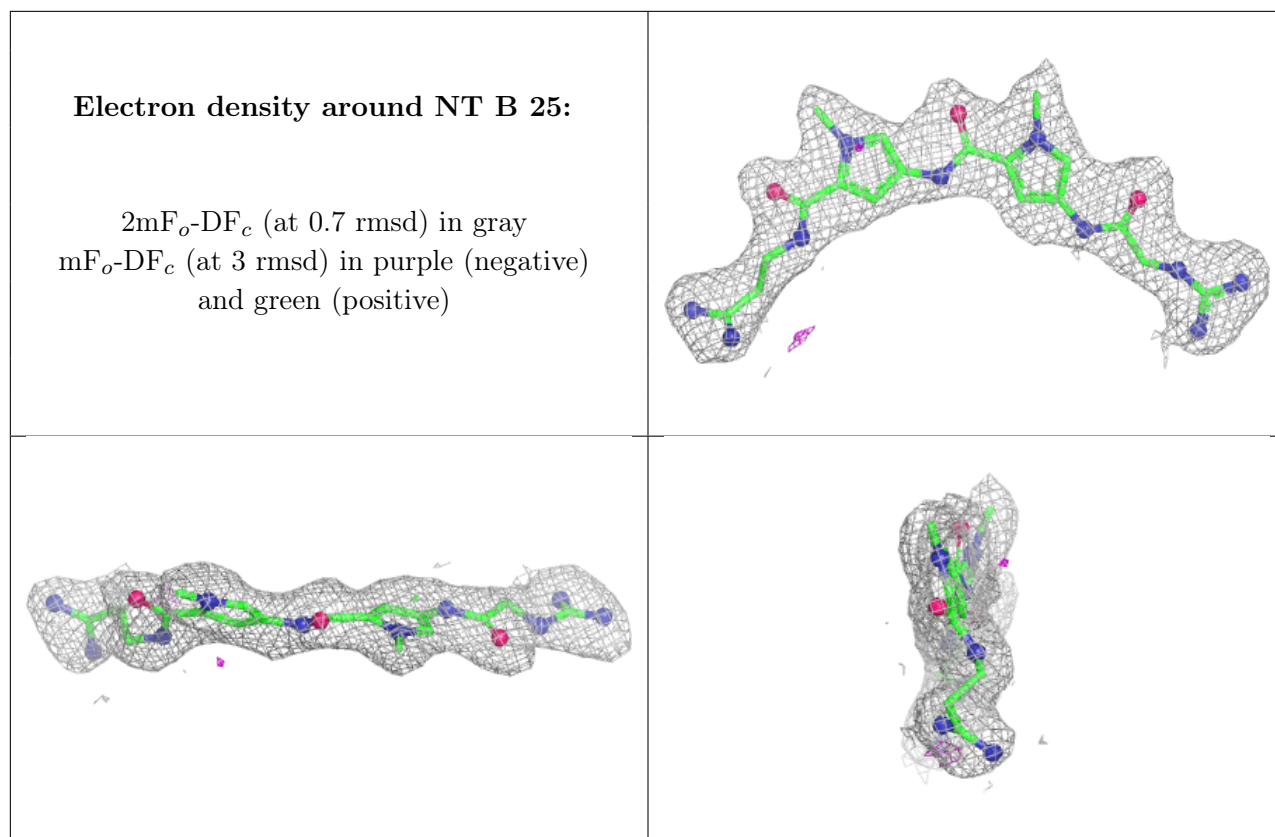 Electron density around NT B 25:
2mFo-DFc (at 0.7 rmsd) in gray
mFo-DFc (at 3 rmsd) in purple (negative)
and green (positive)